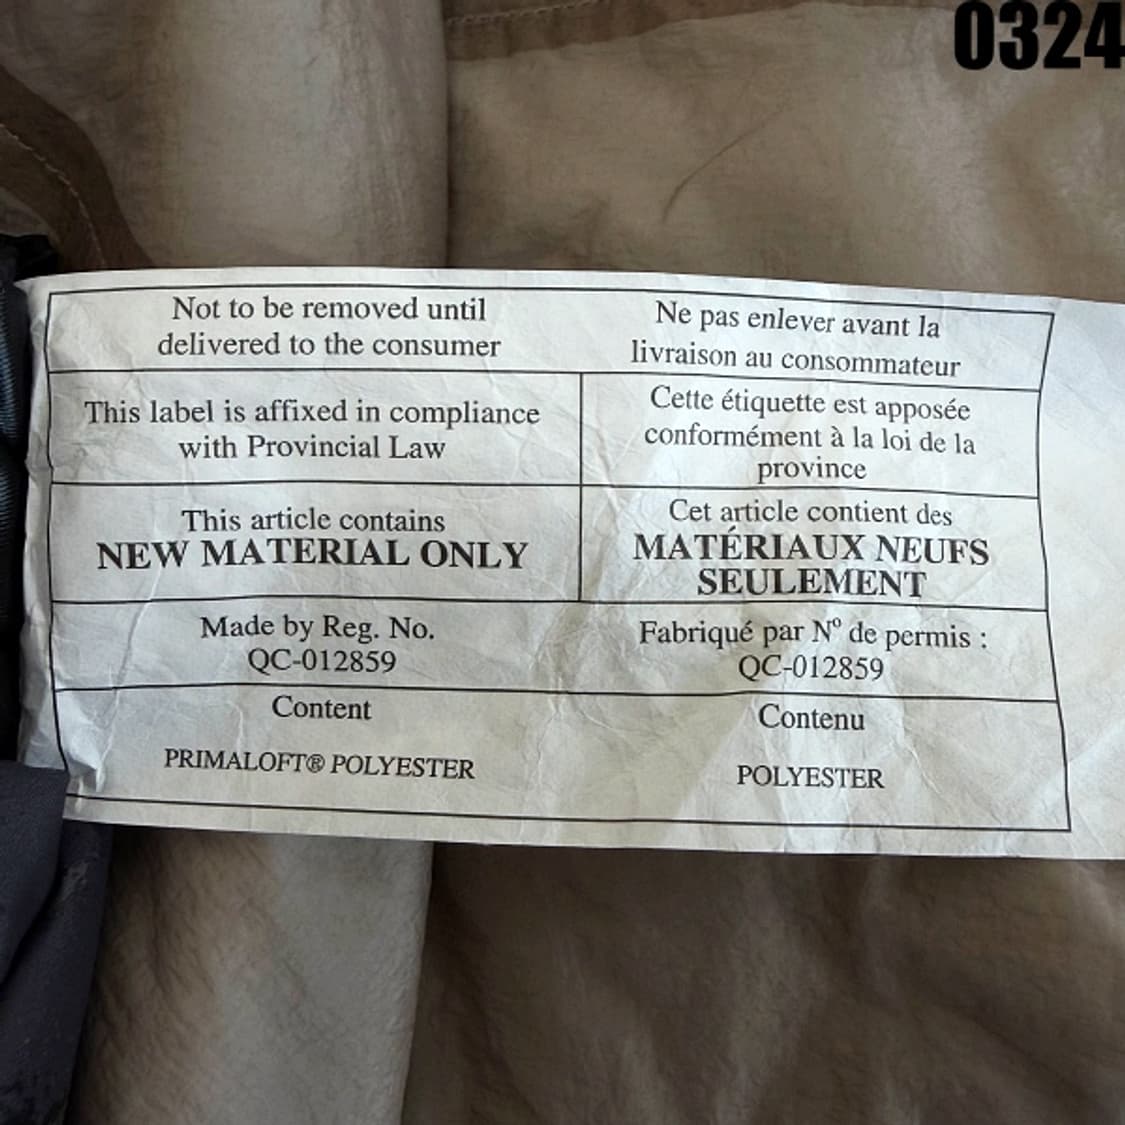 0324
Not to be removed until
delivered to the consumer
Ne pas enlever avant la
livraison au consommateur
This label is affixed in compliance
with Provincial Law
Cette étiquette est apposée
conformément à la loi de la
province
This article contains
NEW MATERIAL ONLY
Cet article contient des
MATÉRIAUX NEUFS
SEULEMENT
Made by Reg. No.
QC-012859
Fabriqué par Nº de permis :
QC-012859
Content
PRIMALOFT® POLYESTER
Contenu
POLYESTER